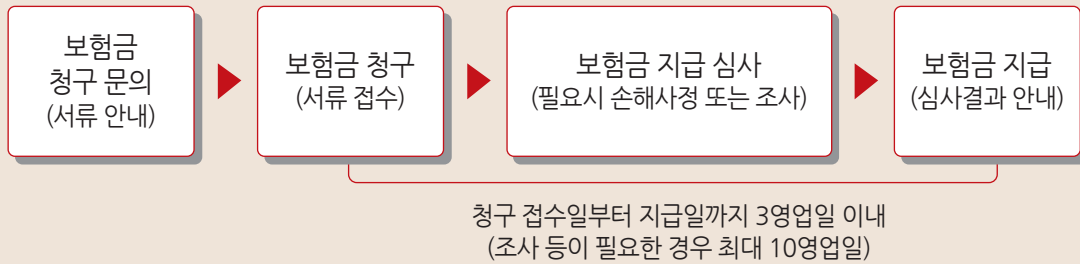 보험금
청구 문의
(서류 안내)
보험금 청구
(서류 접수)
보험금 지급 심사
(필요시 손해사정 또는 조사)
보험금 지급
(심사결과 안내)
청구 접수일부터 지급일까지 3영업일 이내
(조사 등이 필요한 경우 최대 10영업일)